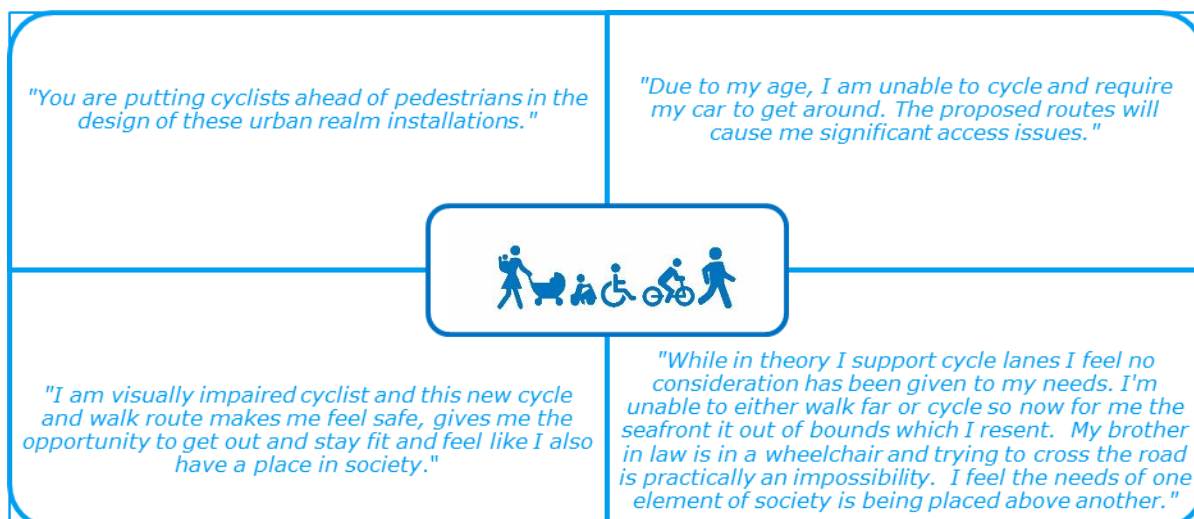 "You are putting cyclists ahead of pedestrians in the
design of these urban realm installations."
"Due to my age, I am unable to cycle and require
my car to get around. The proposed routes will
cause me significant access issues."
"I am visually impaired cyclist and this new cycle
and walk route makes me feel safe, gives me the
opportunity to get out and stay fit and feel like I also
have a place in society."
"While in theory I support cycle lanes I feel no
consideration has been given to my needs. I'm
unable to either walk far or cycle so now for me the
seafront it out of bounds which I resent.  My brother
in law is in a wheelchair and trying to cross the road
is practically an impossibility.  I feel the needs of one
element of society is being placed above another."